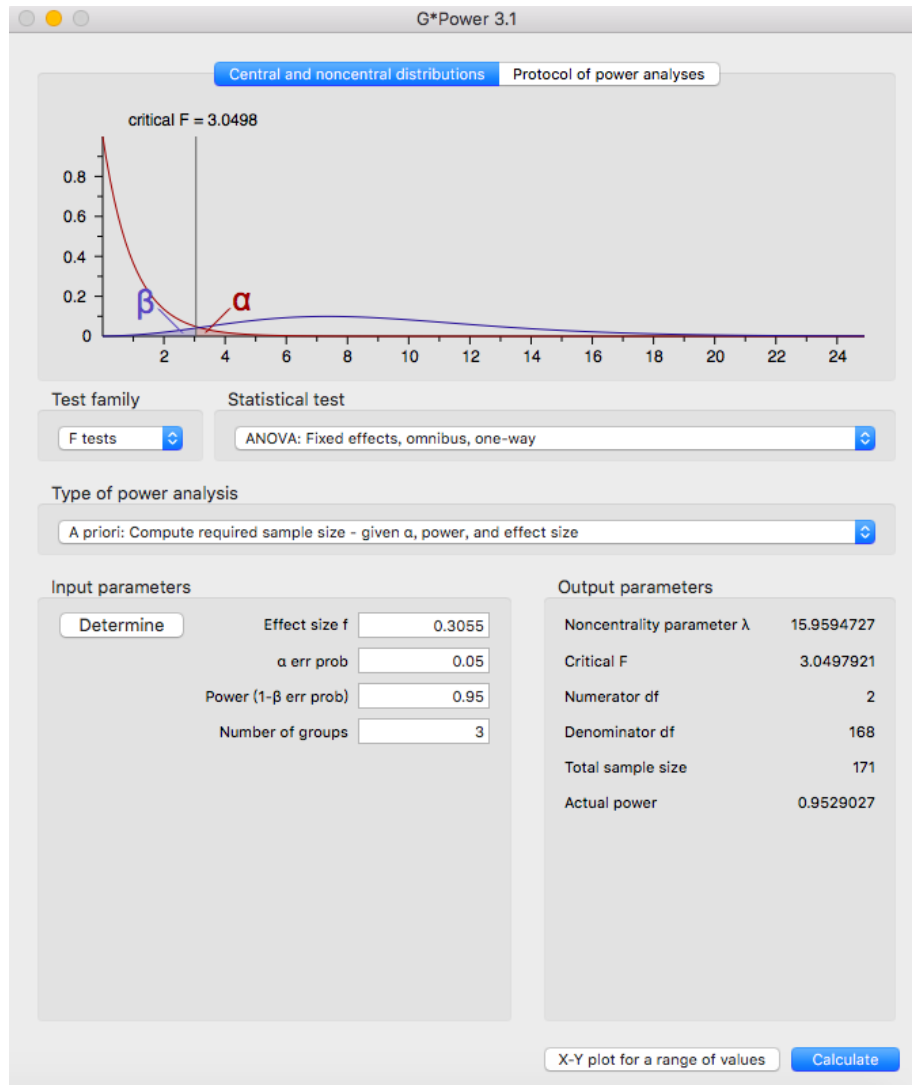 G*Power 3.1
Central and noncentral distributions Protocol of power analyses
critical F = 3.0498
0.8
0.6
0.4
0.2
0
β α
2 4 6 8 10 12 14 16 18 20 22 24
Test family Statistical test
F tests ANOVA: Fixed effects, omnibus, one-way
Type of power analysis
A priori: Compute required sample size - given α, power, and effect size
Input parameters Output parameters
Determine Effect size f 0.3055 Noncentrality parameter λ 15.9594727
α err prob 0.05 Critical F 3.0497921
Power (1-β err prob) 0.95 Numerator df 2
Number of groups 3 Denominator df 168
Total sample size 171
Actual power 0.9529027
X-Y plot for a range of values Calculate